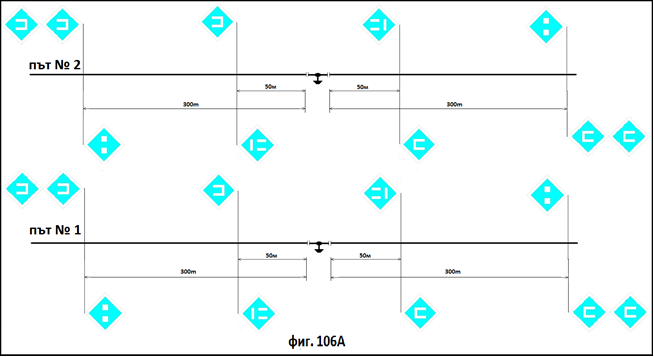 път № 2
50м 50м
300m 300m
път № 1
50м 50м
300m 300m
фиг. 106А